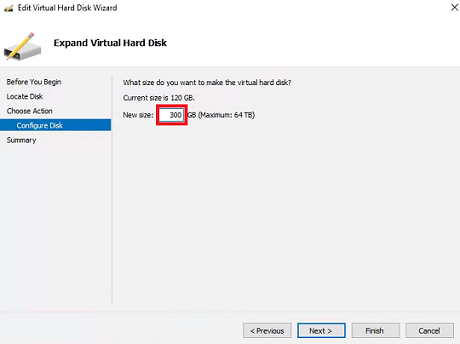 Edit Virtual Hard Disk Wizard
Expand Virtual Hard Disk
Before You Begin
Locate Disk
Choose Action
Configure Disk
Summary
What size do you want to make the virtual hard disk?
Current size is 120 GB.
New size: 300 GB (Maximum: 64 TB)
< Previous Next > Finish Cancel